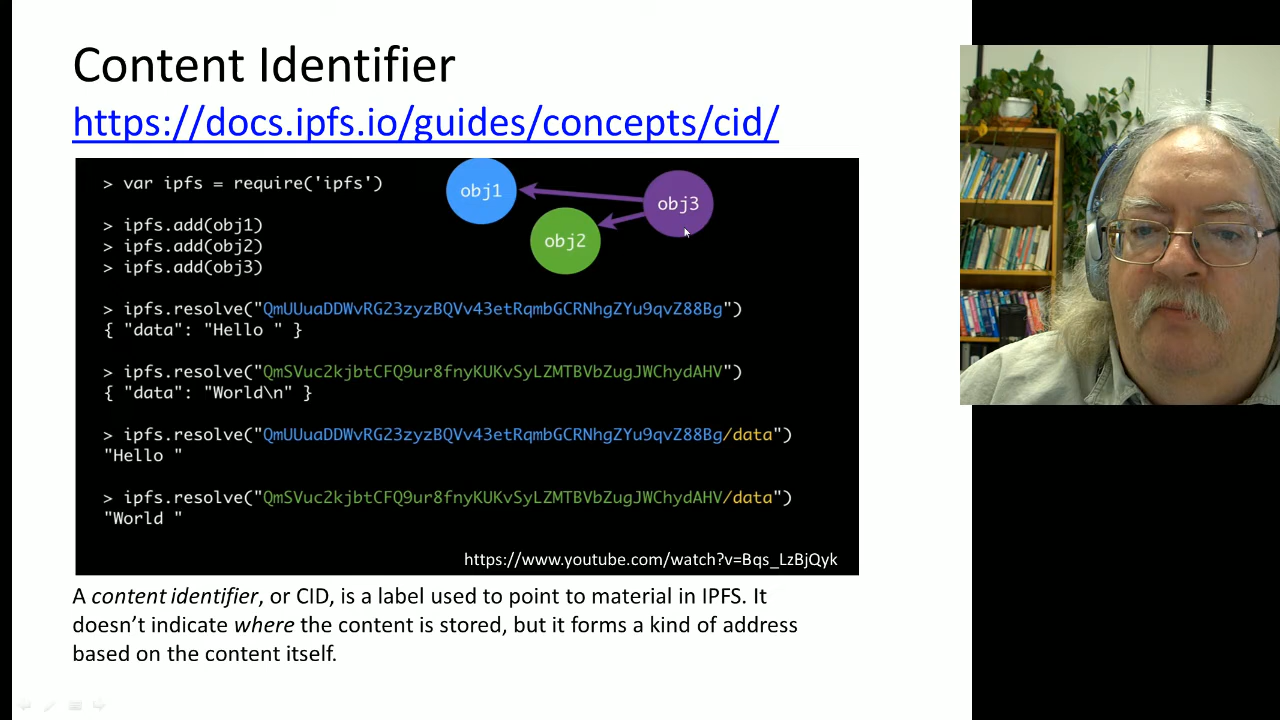 Content Identifier
https://docs.ipfs.io/guides/concepts/cid/
> var ipfs = require('ipfs')
obj1
obj3
obj2
> ipfs.add(obj1)
> ipfs.add(obj2)
> ipfs.add(obj3)
> ipfs.resolve("QmUUuaDDWvRG23zyzBQVv43etRqmbGCRNhgZYu9qvZ88Bg")
{ "data": "Hello " }
> ipfs.resolve("QmSVuc2kjbtCFQ9ur8fnyKUKvSyLZMTBVbZugJWChydAHV")
{ "data": "World\n" }
> ipfs.resolve("QmUUuaDDWvRG23zyzBQVv43etRqmbGCRNhgZYu9qvZ88Bg/data")
"Hello "
> ipfs.resolve("QmSVuc2kjbtCFQ9ur8fnyKUKvSyLZMTBVbZugJWChydAHV/data")
"World "
https://www.youtube.com/watch?v=Bqs_LzBjQyk
A content identifier, or CID, is a label used to point to material in IPFS. It
doesn’t indicate where the content is stored, but it forms a kind of address
based on the content itself.